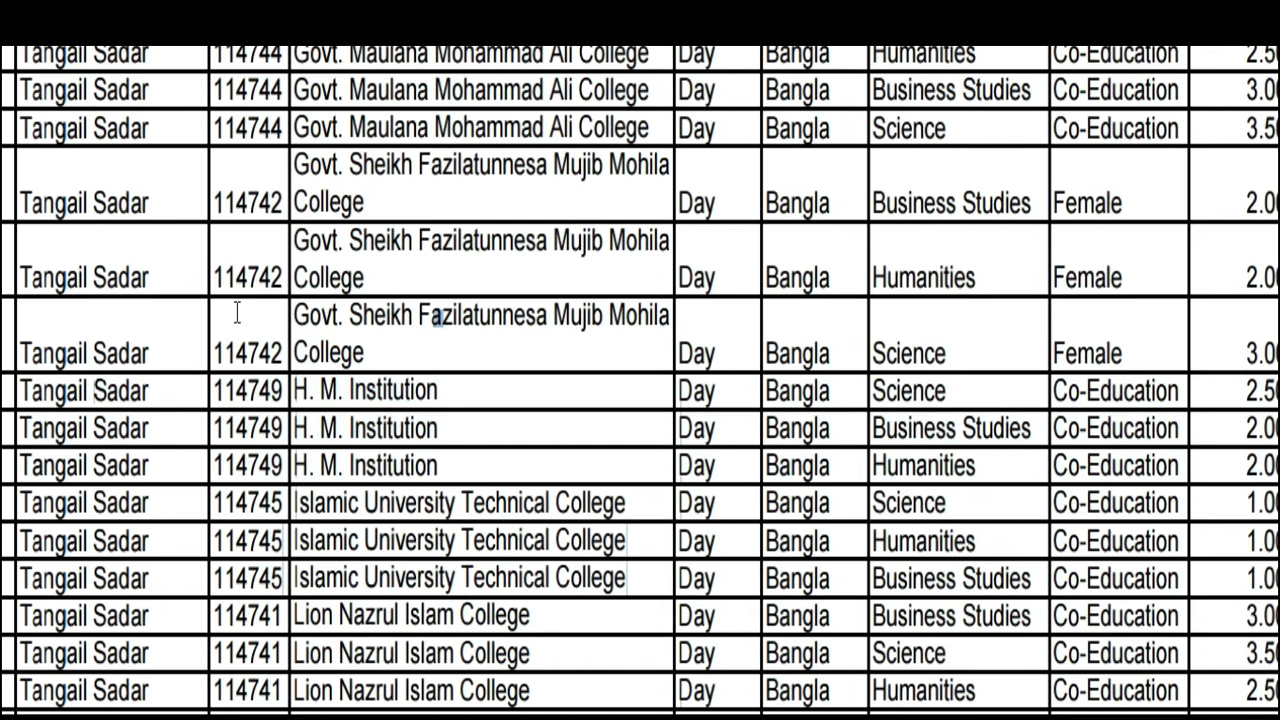 Tangail Sadar 114744 Govt. Maulana Mohammad Ali College Day Bangla Humanities Co-Education 2.5
Tangail Sadar 114744 Govt. Maulana Mohammad Ali College Day Bangla Business Studies Co-Education 3.0
Tangail Sadar 114744 Govt. Maulana Mohammad Ali College Day Bangla Science Co-Education 3.5
Govt. Sheikh Fazilatunnesa Mujib Mohila
Tangail Sadar 114742 College Day Bangla Business Studies Female 2.0
Govt. Sheikh Fazilatunnesa Mujib Mohila
Tangail Sadar 114742 College Day Bangla Humanities Female 2.0
Govt. Sheikh Fazilatunnesa Mujib Mohila
Tangail Sadar 114742 College Day Bangla Science Female 3.0
Tangail Sadar 114749 H. M. Institution Day Bangla Science Co-Education 2.5
Tangail Sadar 114749 H. M. Institution Day Bangla Business Studies Co-Education 2.0
Tangail Sadar 114749 H. M. Institution Day Bangla Humanities Co-Education 2.0
Tangail Sadar 114745 Islamic University Technical College Day Bangla Science Co-Education 1.0
Tangail Sadar 114745 Islamic University Technical College Day Bangla Humanities Co-Education 1.0
Tangail Sadar 114745 Islamic University Technical College Day Bangla Business Studies Co-Education 1.0
Tangail Sadar 114741 Lion Nazrul Islam College Day Bangla Business Studies Co-Education 3.0
Tangail Sadar 114741 Lion Nazrul Islam College Day Bangla Science Co-Education 3.5
Tangail Sadar 114741 Lion Nazrul Islam College Day Bangla Humanities Co-Education 2.5